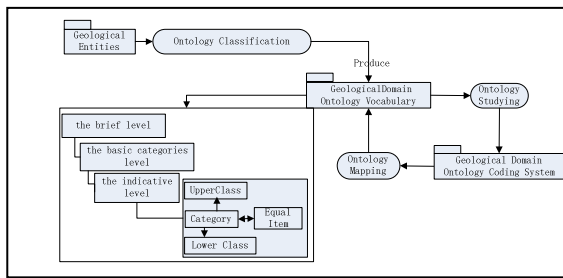 Geological
Entities
Ontology Classification
Produce
GeologicalDomain
Ontology Vocabulary
Ontology
Studying
the brief level
the basic categories
level
the indicative
level
Ontology
Mapping
Geological Domain
Ontology Coding System
UpperClass
Category
Equal
Item
Lower Class